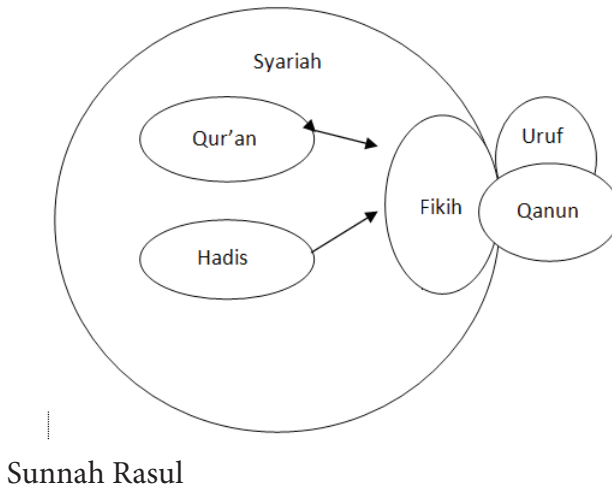 Syariah
Qur’an
Uruf
Fikih
Qanun
Hadis
Sunnah Rasul